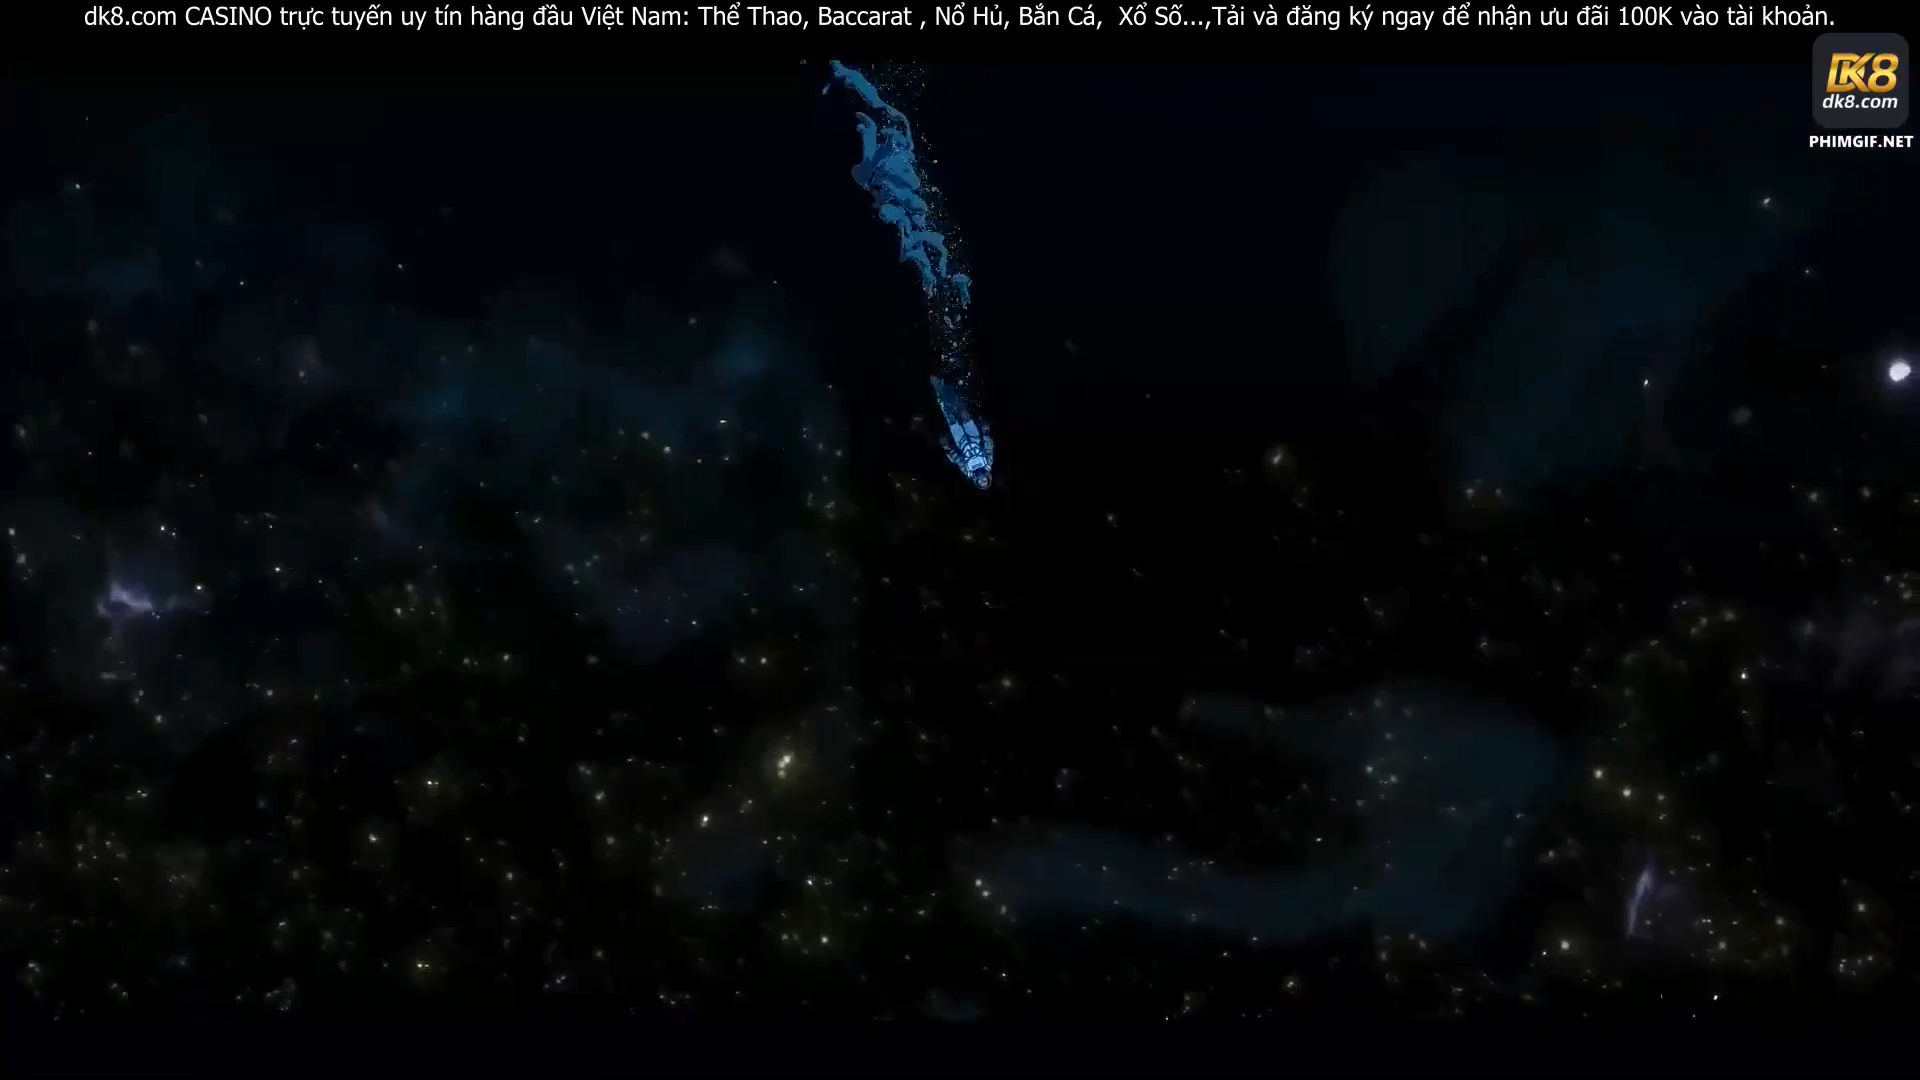 dk8.com CASINO trực tuyến uy tín hàng đầu Việt Nam: Thể Thao, Baccarat , Nổ Hủ, Bắn Cá,  Xổ Số...,Tải và đăng ký ngay để nhận ưu đãi 100K vào tài khoản.
DK8
dk8.com
PHIMGIF.NET